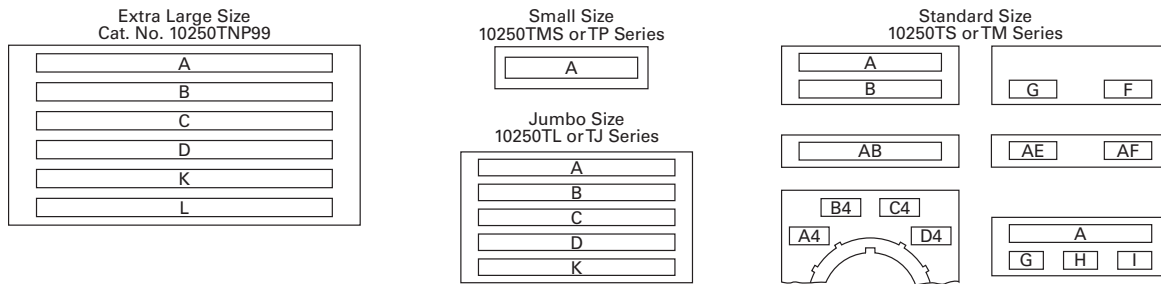 Extra Large Size
Cat. No. 10250TNP99
A
B
C
D
K
L
Small Size
10250TMS or TP Series
A
Jumbo Size
10250TL or TJ Series
A
B
C
D
K
Standard Size
10250TS or TM Series
A
B
G F
AB
AE AF
B4 C4
A4 D4
A
G H I